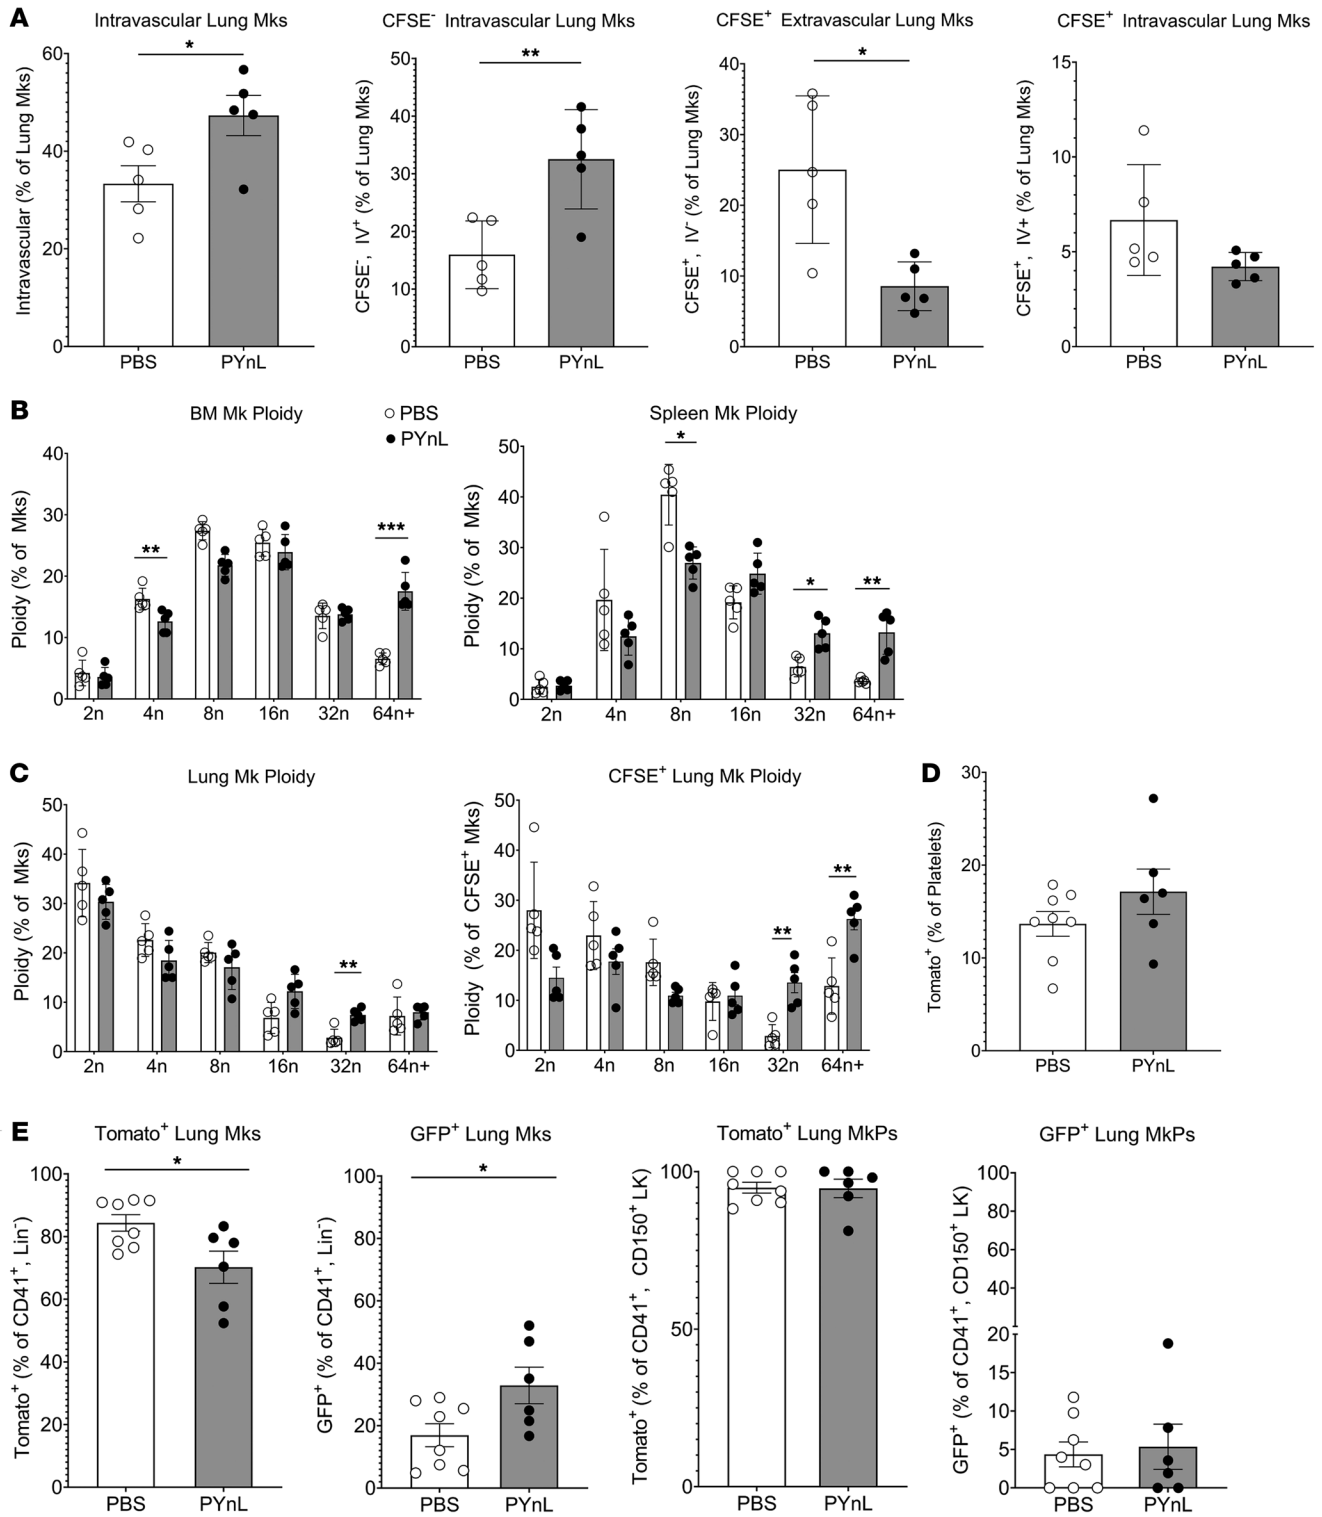 A
Intravascular Lung Mks
CFSE- Intravascular Lung Mks
CFSE+ Extravascular Lung Mks
CFSE+ Intravascular Lung Mks
Intravascular (% of Lung Mks)
60
40
20
0
*
PBS
PYnL
CFSE-, IV+ (% of Lung Mks)
50
40
30
20
10
0
**
PBS
PYnL
CFSE+, IV- (% of Lung Mks)
40
30
20
10
0
*
PBS
PYnL
CFSE+, IV+ (% of Lung Mks)
15
10
5
0
PBS
PYnL
B
BM Mk Ploidy
PBS
PYnL
Spleen Mk Ploidy
Ploidy (% of Mks)
40
30
20
10
0
**
***
2n 4n 8n 16n 32n 64n+
Ploidy (% of Mks)
50
40
30
20
10
0
*
*
**
2n 4n 8n 16n 32n 64n+
C
Lung Mk Ploidy
CFSE+ Lung Mk Ploidy
Ploidy (% of Mks)
50
40
30
20
10
0
**
2n 4n 8n 16n 32n 64n+
Ploidy (% of CFSE+ Mks)
50
40
30
20
10
0
**
**
2n 4n 8n 16n 32n 64n+
D
Tomato+ (% of Platelets)
30
20
10
0
PBS
PYnL
E
Tomato+ Lung Mks
GFP+ Lung Mks
Tomato+ Lung MkPs
GFP+ Lung MkPs
Tomato+ (% of CD41+, Lin-)
100
80
60
40
20
0
*
PBS
PYnL
GFP+ (% of CD41+, Lin-)
100
80
60
40
20
0
*
PBS
PYnL
Tomato+ (% of CD41+, CD150+ LK)
100
50
0
PBS
PYnL
GFP+ (% of CD41+, CD150+ LK)
100
80
60
40
20
15
10
5
0
PBS
PYnL